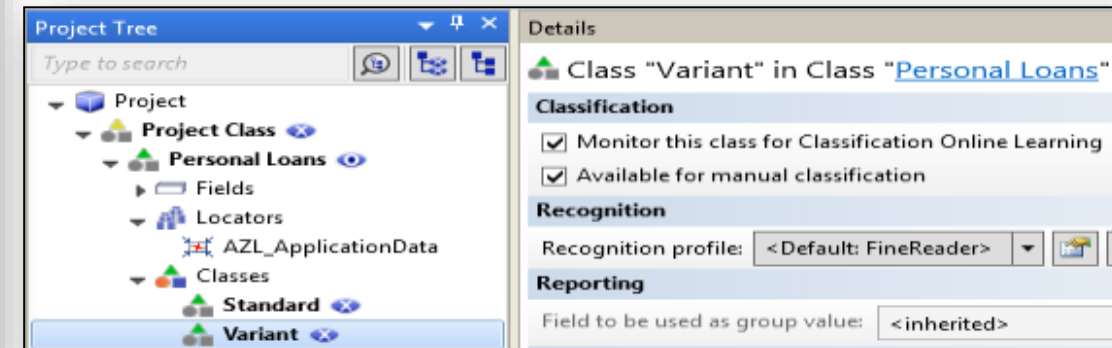 Project Tree
Type to search
Project
Project Class
Personal Loans
Fields
Locators
AZL_ApplicationData
Classes
Standard
Variant
Details
Class "Variant" in Class "Personal Loans"
Classification
Monitor this class for Classification Online Learning
Available for manual classification
Recognition
Recognition profile: <Default: FineReader>
Reporting
Field to be used as group value: <inherited>